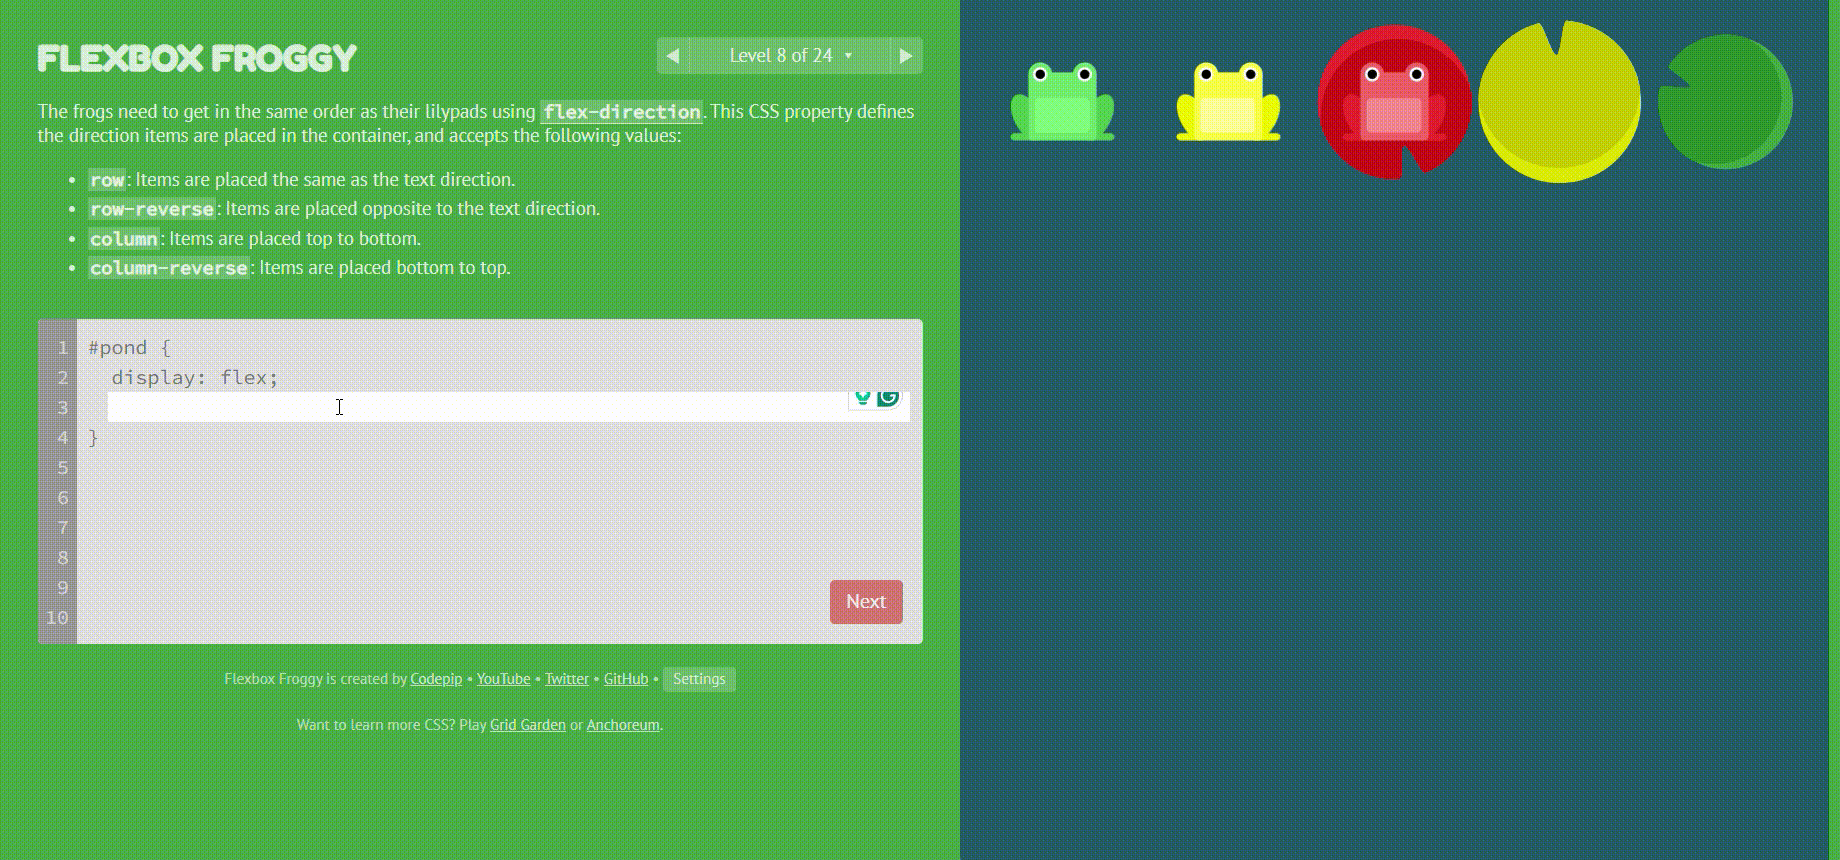 FLEXBOX FROGGY
◀ Level 8 of 24 ▾ ▶
The frogs need to get in the same order as their lilypads using flex-direction. This CSS property defines
the direction items are placed in the container, and accepts the following values:
• row: Items are placed the same as the text direction.
• row-reverse: Items are placed opposite to the text direction.
• column: Items are placed top to bottom.
• column-reverse: Items are placed bottom to top.
1 #pond {
2 display: flex;
3
4 }
5
6
7
8
9
10
Next
Flexbox Froggy is created by Codepip • YouTube • Twitter • GitHub • Settings
Want to learn more CSS? Play Grid Garden or Anchoreum.